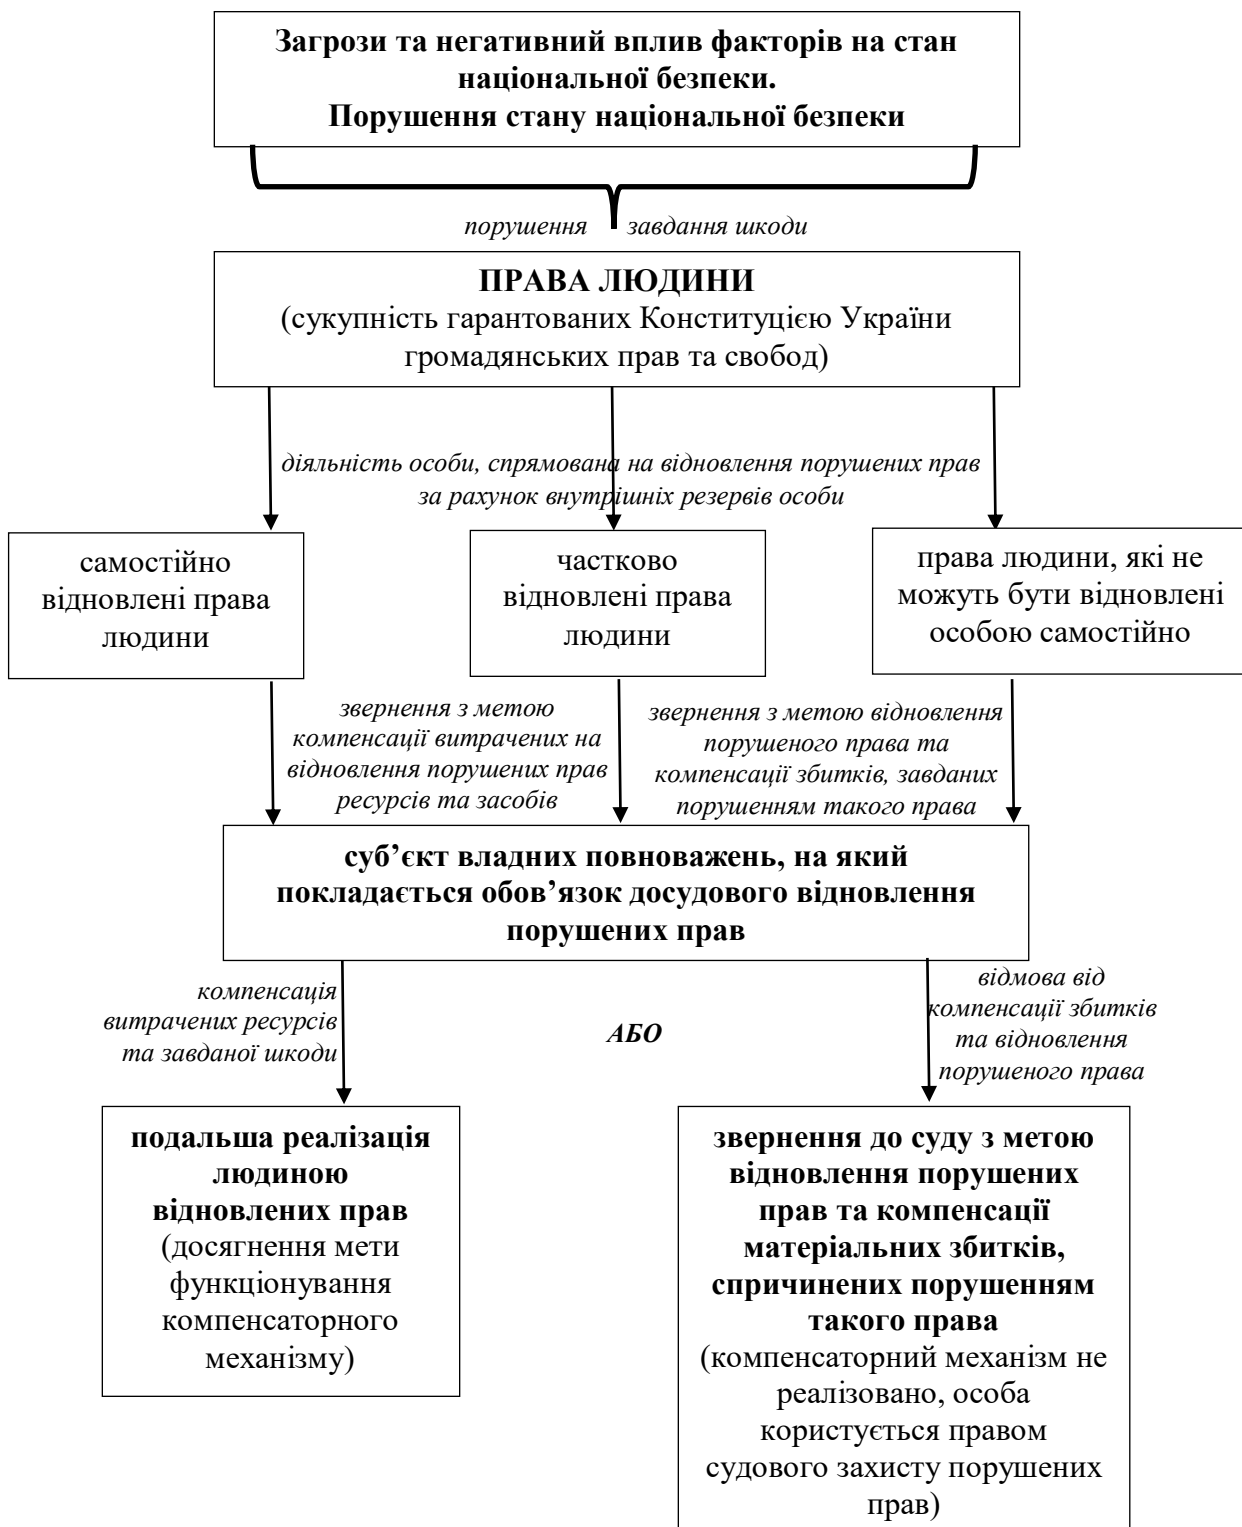 Загрози та негативний вплив факторів на стан
національної безпеки.
Порушення стану національної безпеки
порушення завдання шкоди
ПРАВА ЛЮДИНИ
(сукупність гарантованих Конституцією України
громадянських прав та свобод)
діяльність особи, спрямована на відновлення порушених прав
за рахунок внутрішніх резервів особи
самостійно
відновлені права
людини
частково
відновлені права
людини
права людини, які не
можуть бути відновлені
особою самостійно
звернення з метою
компенсації витрачених на
відновлення порушених прав
ресурсів та засобів
звернення з метою відновлення
порушеного права та
компенсації збитків, завданих
порушенням такого права
суб’єкт владних повноважень, на який
покладається обов’язок досудового відновлення
порушених прав
компенсація
витрачених ресурсів
та завданої шкоди
АБО
відмова від
компенсації збитків
та відновлення
порушеного права
подальша реалізація
людиною
відновлених прав
(досягнення мети
функціонування
компенсаторного
механізму)
звернення до суду з метою
відновлення порушених
прав та компенсації
матеріальних збитків,
спричинених порушенням
такого права
(компенсаторний механізм не
реалізовано, особа
користується правом
судового захисту порушених
прав)